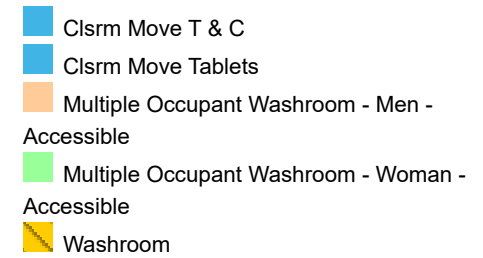 Clsrm Move T & C
Clsrm Move Tablets
Multiple Occupant Washroom - Men -
Accessible
Multiple Occupant Washroom - Woman -
Accessible
Washroom